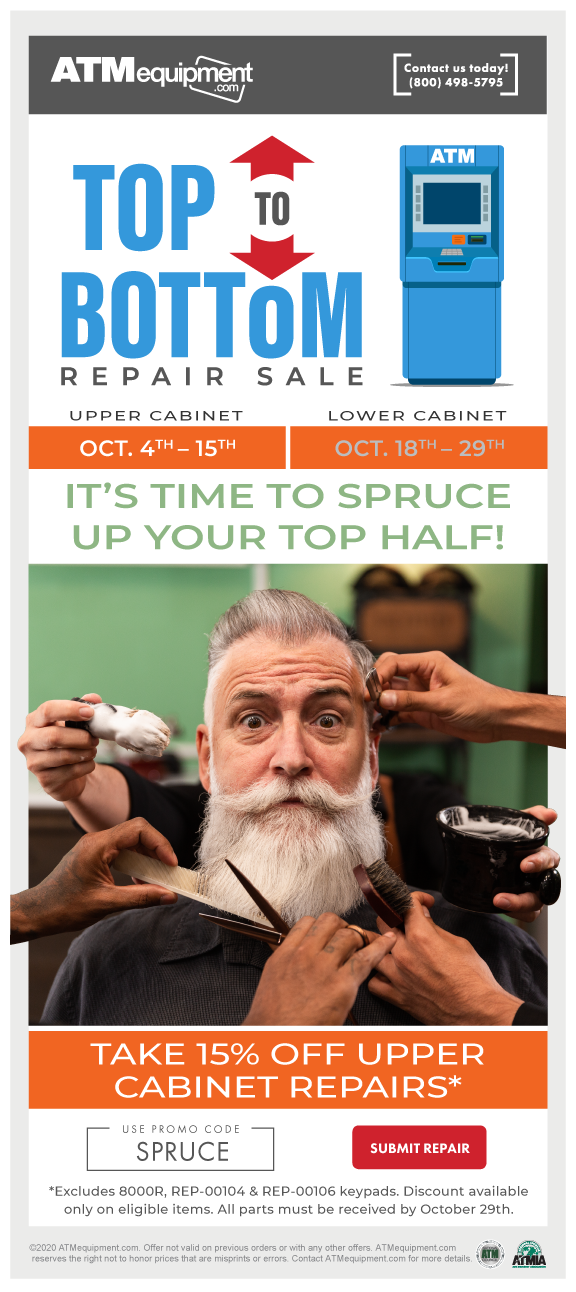 ATMequipment
.com
Contact us today!
(800) 498-5795
ATM
TOP
TO
BOTTOM
REPAIR SALE
UPPER CABINET
LOWER CABINET
OCT. 4TH – 15TH
OCT. 18TH – 29TH
IT'S TIME TO SPRUCE
UP YOUR TOP HALF!
TAKE 15% OFF UPPER
CABINET REPAIRS*
USE PROMO CODE
SPRUCE
SUBMIT REPAIR
*Excludes 8000R, REP-00104 & REP-00106 keypads. Discount available
only on eligible items. All parts must be received by October 29th.
©2020 ATMequipment.com. Offer not valid on previous orders or with any other offers. ATMequipment.com
reserves the right not to honor prices that are misprints or errors. Contact ATMequipment.com for more details.
ATM
ATMIA